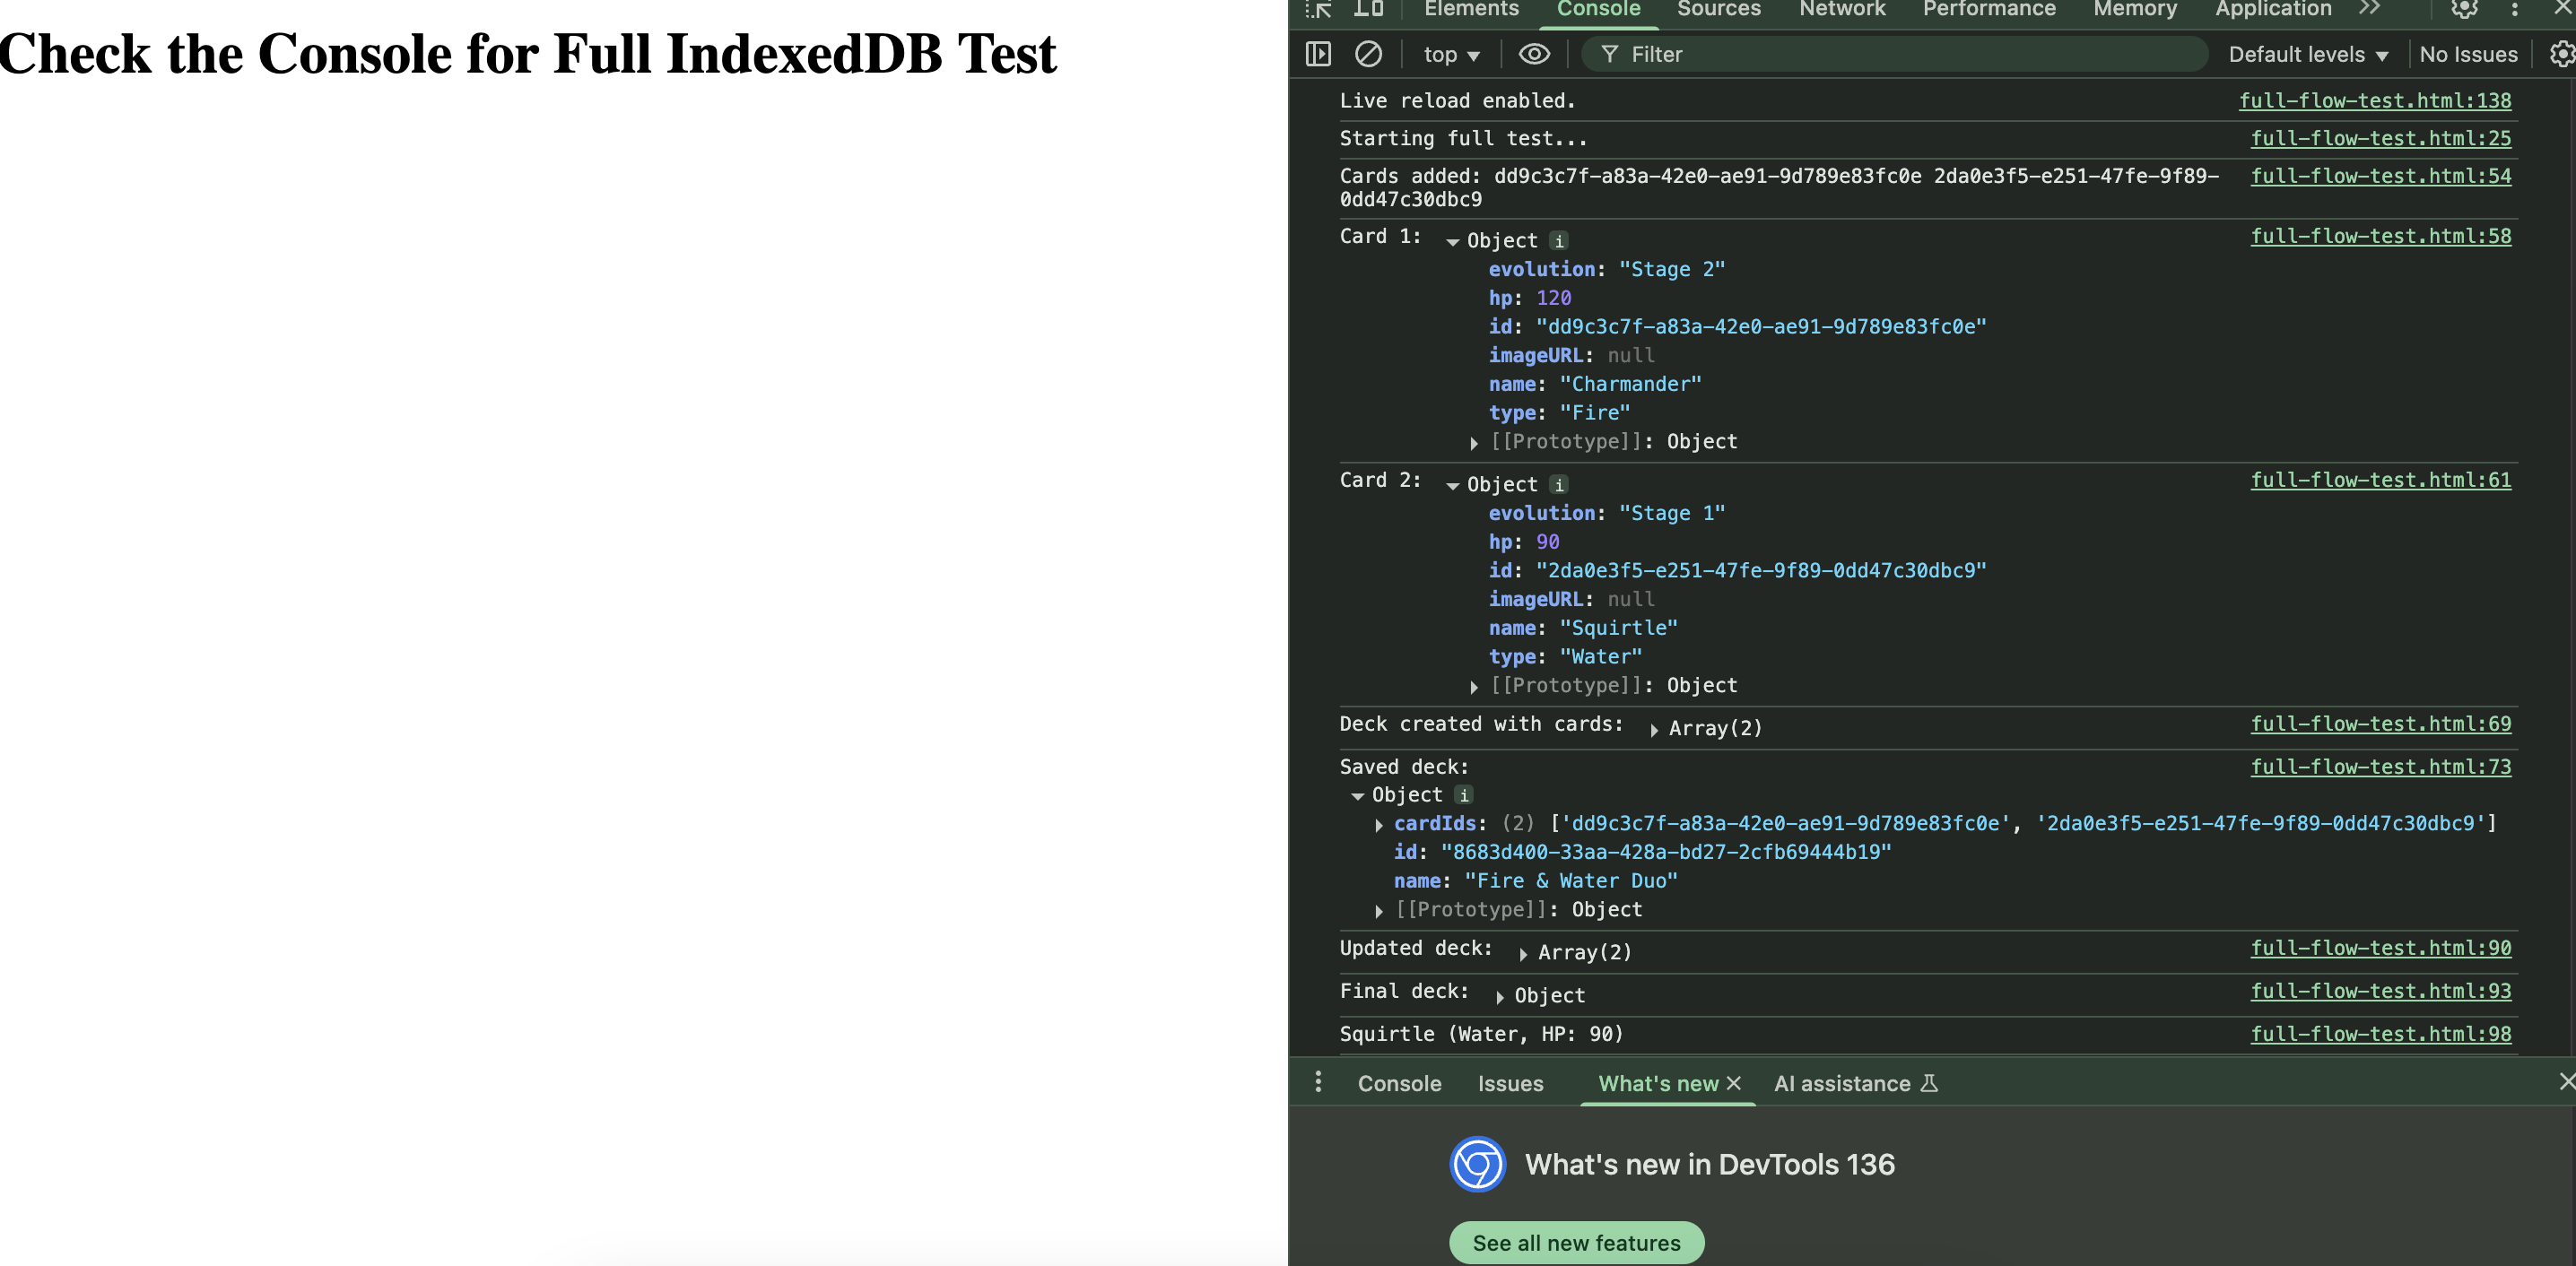 Check the Console for Full IndexedDB Test
Elements Console Sources Network Performance Memory Application
top Filter Default levels No Issues
Live reload enabled. full-flow-test.html:138
Starting full test... full-flow-test.html:25
Cards added: dd9c3c7f-a83a-42e0-ae91-9d789e83fc0e 2da0e3f5-e251-47fe-9f89- full-flow-test.html:54
0dd47c30dbc9
Card 1: Object i full-flow-test.html:58
evolution: "Stage 2"
hp: 120
id: "dd9c3c7f-a83a-42e0-ae91-9d789e83fc0e"
imageURL: null
name: "Charmander"
type: "Fire"
[[Prototype]]: Object
Card 2: Object i full-flow-test.html:61
evolution: "Stage 1"
hp: 90
id: "2da0e3f5-e251-47fe-9f89-0dd47c30dbc9"
imageURL: null
name: "Squirtle"
type: "Water"
[[Prototype]]: Object
Deck created with cards: Array(2) full-flow-test.html:69
Saved deck: full-flow-test.html:73
Object i
cardIds: (2) ['dd9c3c7f-a83a-42e0-ae91-9d789e83fc0e', '2da0e3f5-e251-47fe-9f89-0dd47c30dbc9']
id: "8683d400-33aa-428a-bd27-2cfb69444b19"
name: "Fire & Water Duo"
[[Prototype]]: Object
Updated deck: Array(2) full-flow-test.html:90
Final deck: Object full-flow-test.html:93
Squirtle (Water, HP: 90) full-flow-test.html:98
Console Issues What's new AI assistance
What's new in DevTools 136
See all new features